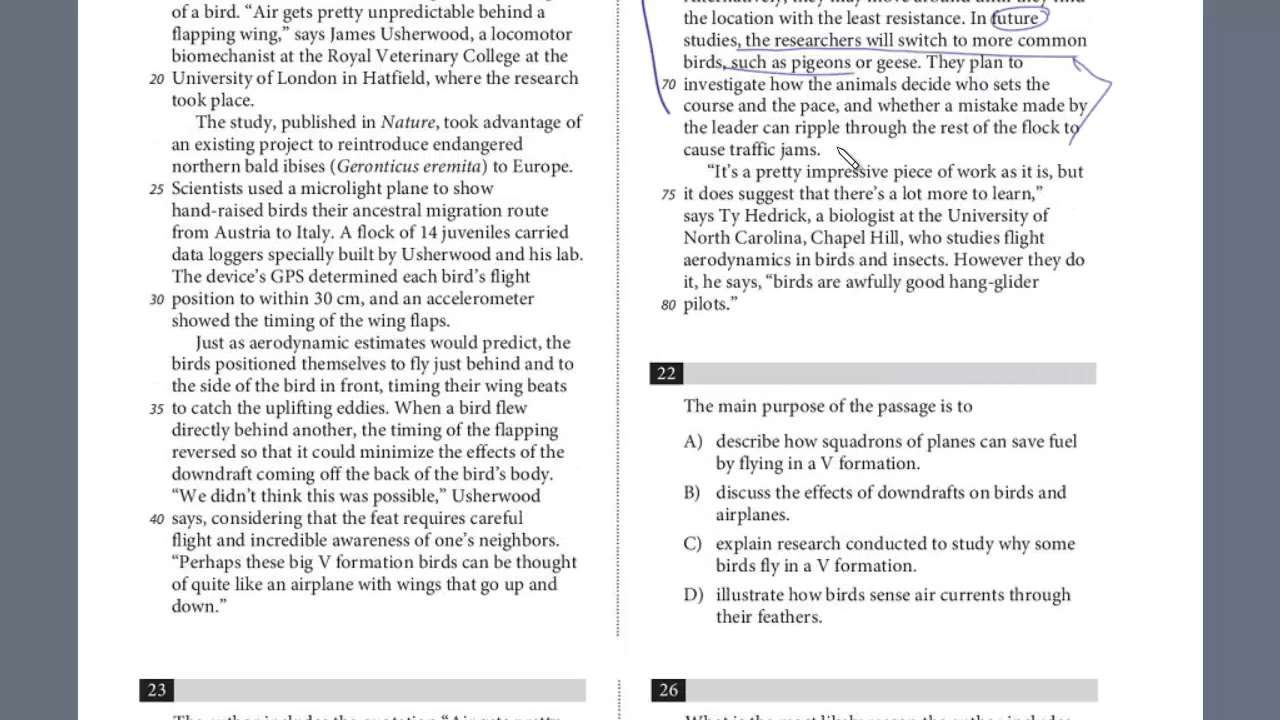 of a bird. “Air gets pretty unpredictable behind a
flapping wing,” says James Usherwood, a locomotor
biomechanist at the Royal Veterinary College at the
20 University of London in Hatfield, where the research
took place.
The study, published in Nature, took advantage of
an existing project to reintroduce endangered
northern bald ibises (Geronticus eremita) to Europe.
25 Scientists used a microlight plane to show
hand-raised birds their ancestral migration route
from Austria to Italy. A flock of 14 juveniles carried
data loggers specially built by Usherwood and his lab.
The device’s GPS determined each bird’s flight
30 position to within 30 cm, and an accelerometer
showed the timing of the wing flaps.
Just as aerodynamic estimates would predict, the
birds positioned themselves to fly just behind and to
the side of the bird in front, timing their wing beats
35 to catch the uplifting eddies. When a bird flew
directly behind another, the timing of the flapping
reversed so that it could minimize the effects of the
downdraft coming off the back of the bird’s body.
“We didn’t think this was possible,” Usherwood
40 says, considering that the feat requires careful
flight and incredible awareness of one’s neighbors.
“Perhaps these big V formation birds can be thought
of quite like an airplane with wings that go up and
down.”
23
Alternatively, they may move around until they find
the location with the least resistance. In future
studies, the researchers will switch to more common
birds, such as pigeons or geese. They plan to
70 investigate how the animals decide who sets the
course and the pace, and whether a mistake made by
the leader can ripple through the rest of the flock to
cause traffic jams.
“It’s a pretty impressive piece of work as it is, but
75 it does suggest that there’s a lot more to learn,”
says Ty Hedrick, a biologist at the University of
North Carolina, Chapel Hill, who studies flight
aerodynamics in birds and insects. However they do
it, he says, “birds are awfully good hang-glider
80 pilots.”
22
The main purpose of the passage is to
A) describe how squadrons of planes can save fuel
by flying in a V formation.
B) discuss the effects of downdrafts on birds and
airplanes.
C) explain research conducted to study why some
birds fly in a V formation.
D) illustrate how birds sense air currents through
their feathers.
26